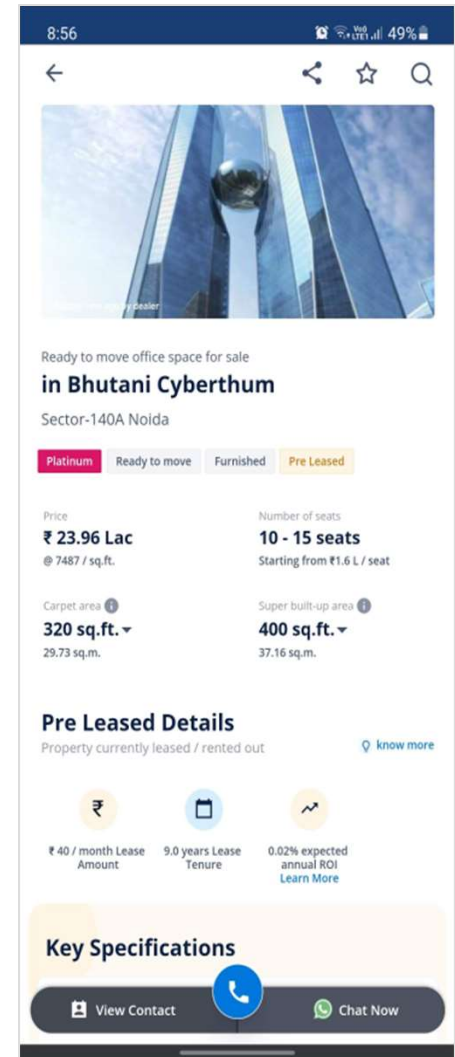 8:56
Vo9 LTE1 49%
Ready to move office space for sale
in Bhutani Cyberthum
Sector-140A Noida
Platinum Ready to move Furnished Pre Leased
Price Number of seats
₹ 23.96 Lac 10 - 15 seats
@ 7487 / sq.ft. Starting from ₹1.6 L / seat
Carpet area Super built-up area
320 sq.ft. 400 sq.ft.
29.73 sq.m. 37.16 sq.m.
Pre Leased Details
Property currently leased / rented out know more
₹ 40 / month Lease 9.0 years Lease 0.02% expected
Amount Tenure annual ROI
Learn More
Key Specifications
View Contact Chat Now